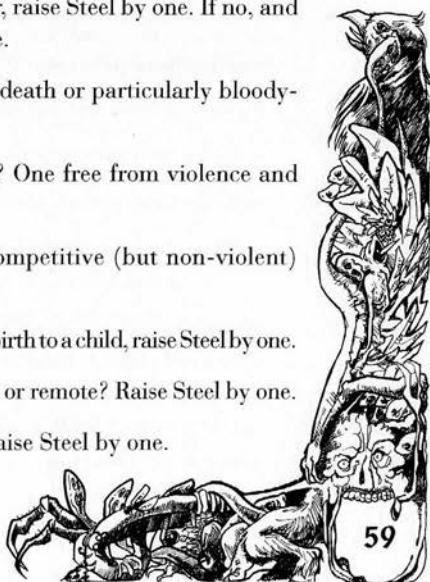 , raise Steel by one. If no, and
e.
death or particularly bloody-
? One free from violence and
ompetitive (but non-violent)
birth to a child, raise Steel by one.
or remote? Raise Steel by one.
aise Steel by one.
59